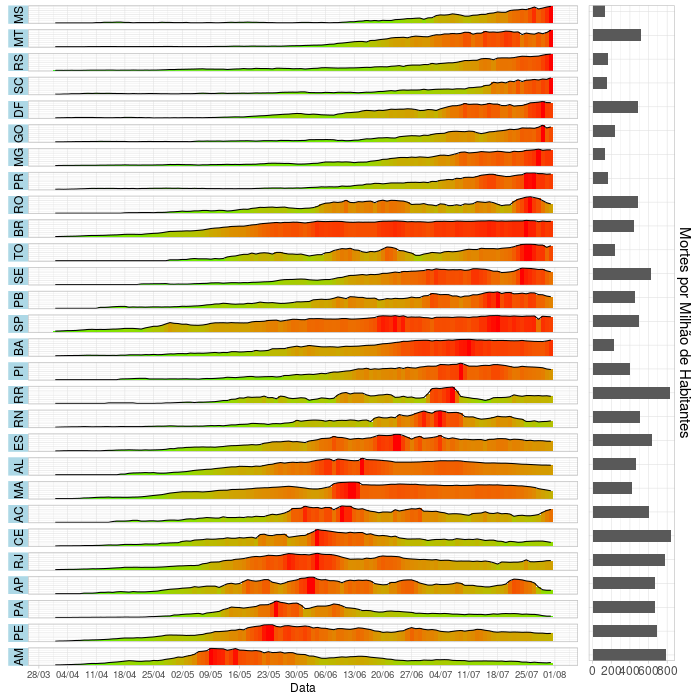 MS
MT
RS
SC
DF
GO
MG
PR
RO
BR
TO
SE
PB
SP
BA
PI
RR
RN
ES
AL
MA
AC
CE
RJ
AP
PA
PE
AM
28/03 04/04 11/04 18/04 25/04 02/05 09/05 16/05 23/05 30/05 06/06 13/06 20/06 27/06 04/07 11/07 18/07 25/07 01/08
Data
0 200 400 600 800
Mortes por Milhão de Habitantes